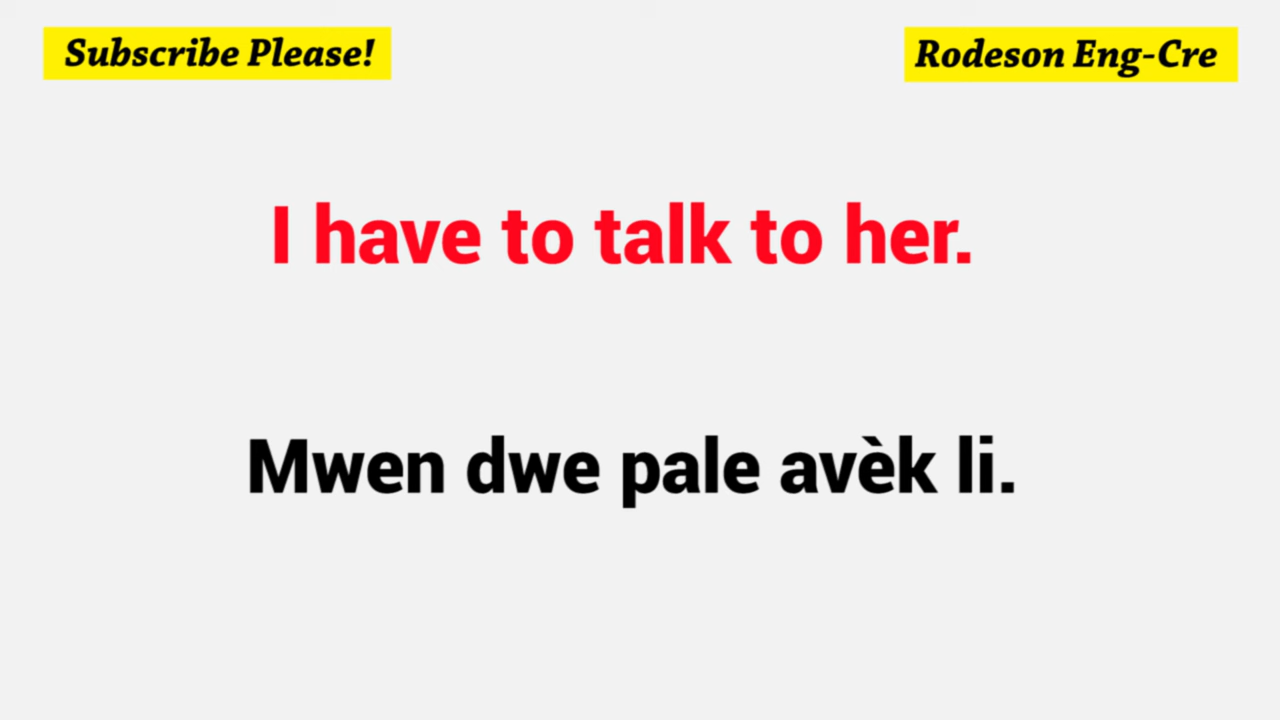 Subscribe Please!
Rodeson Eng-Cre
I have to talk to her.
Mwen dwe pale avèk li.